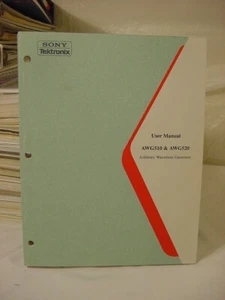 SONY
Tektronix
User Manual
AWG510 & AWG520
Arbitrary Waveform Generator